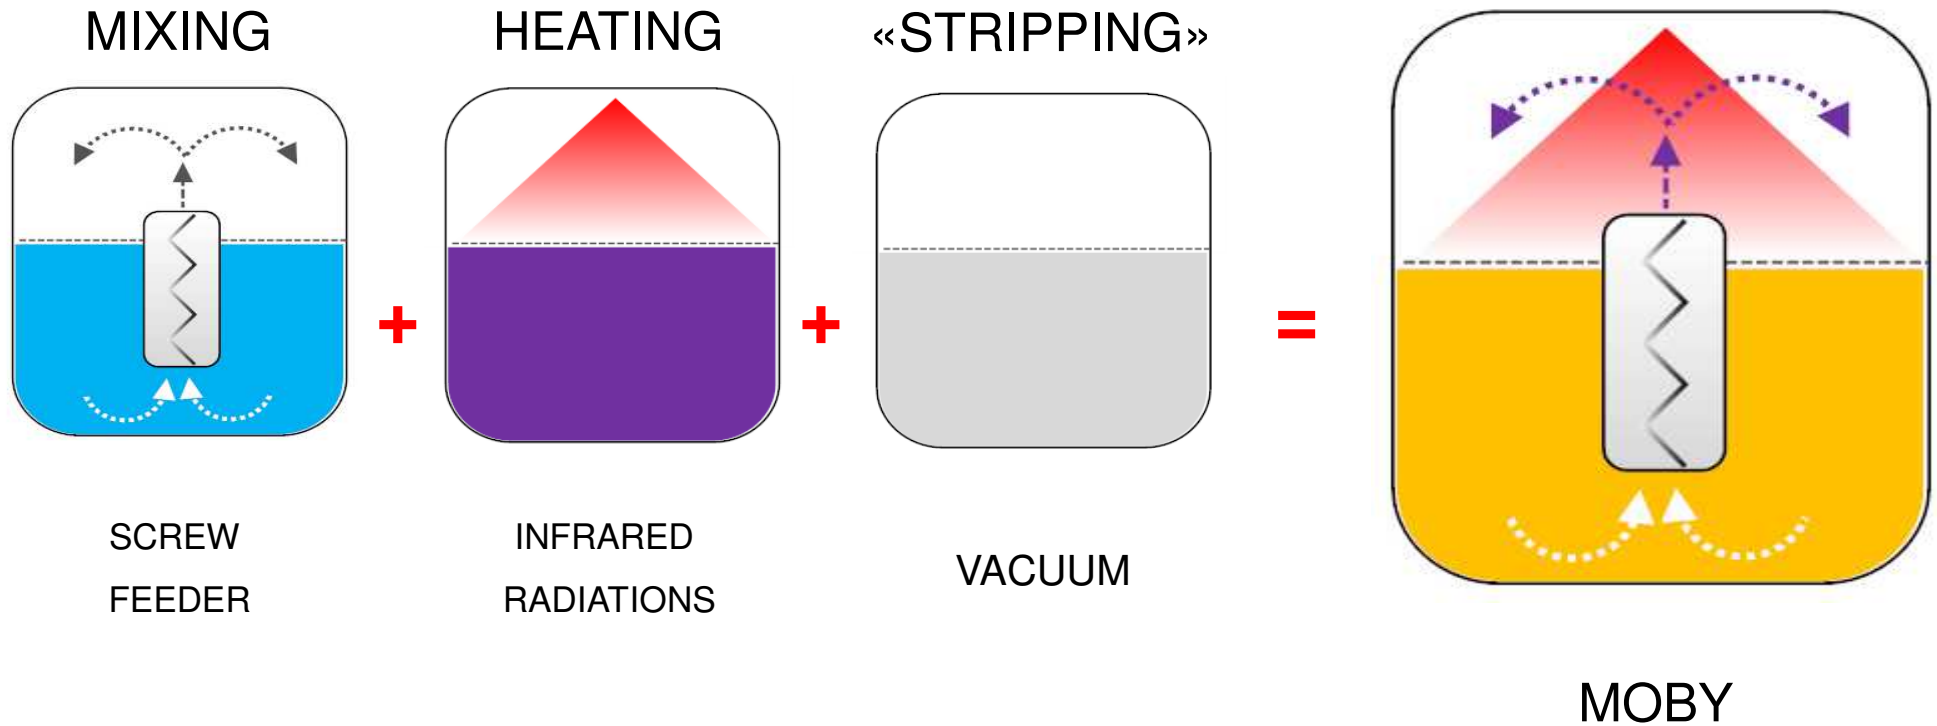 MIXING
HEATING
«STRIPPING»
+
+
=
SCREW
FEEDER
INFRARED
RADIATIONS
VACUUM
MOBY